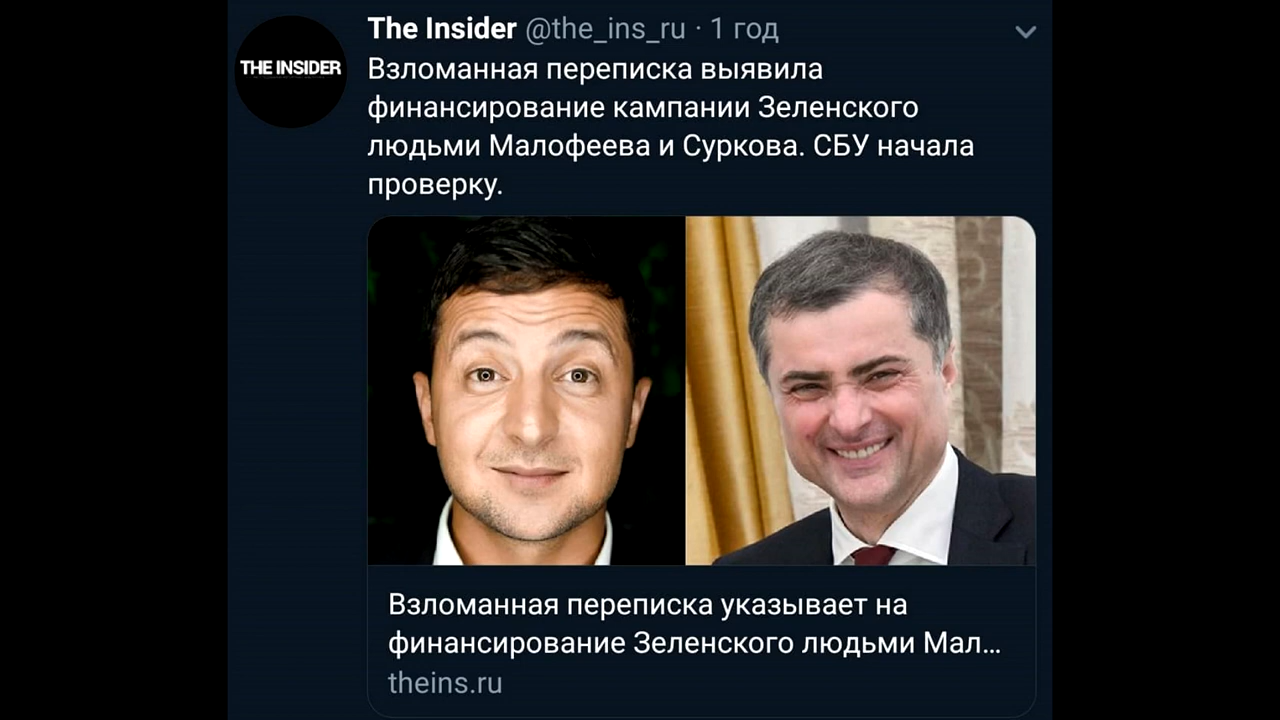 THE INSIDER
The Insider @the_ins_ru · 1 год
Взломанная переписка выявила
финансирование кампании Зеленского
людьми Малофеева и Суркова. СБУ начала
проверку.
Взломанная переписка указывает на
финансирование Зеленского людьми Мал...
theins.ru